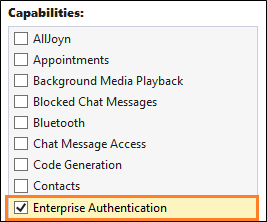 Capabilities:
AllJoyn
Appointments
Background Media Playback
Blocked Chat Messages
Bluetooth
Chat Message Access
Code Generation
Contacts
Enterprise Authentication